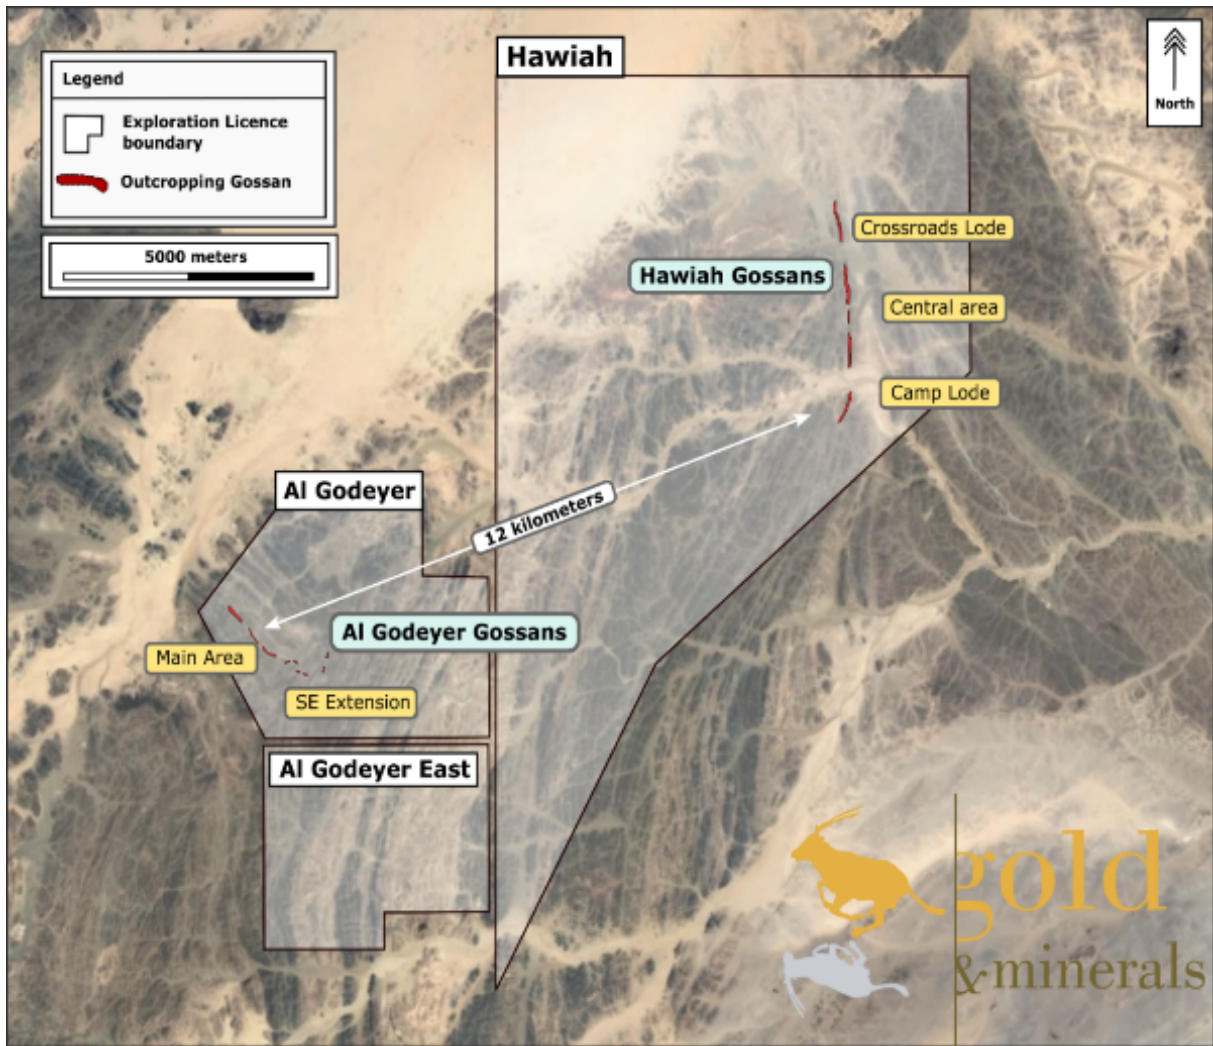 Hawiah
Legend
Exploration Licence
boundary
Outcropping Gossan
5000 meters
North
Crossroads Lode
Hawiah Gossans
Central area
Camp Lode
12 kilometers
Al Godeyer
Al Godeyer Gossans
Main Area
SE Extension
Al Godeyer East
gold
&minerals